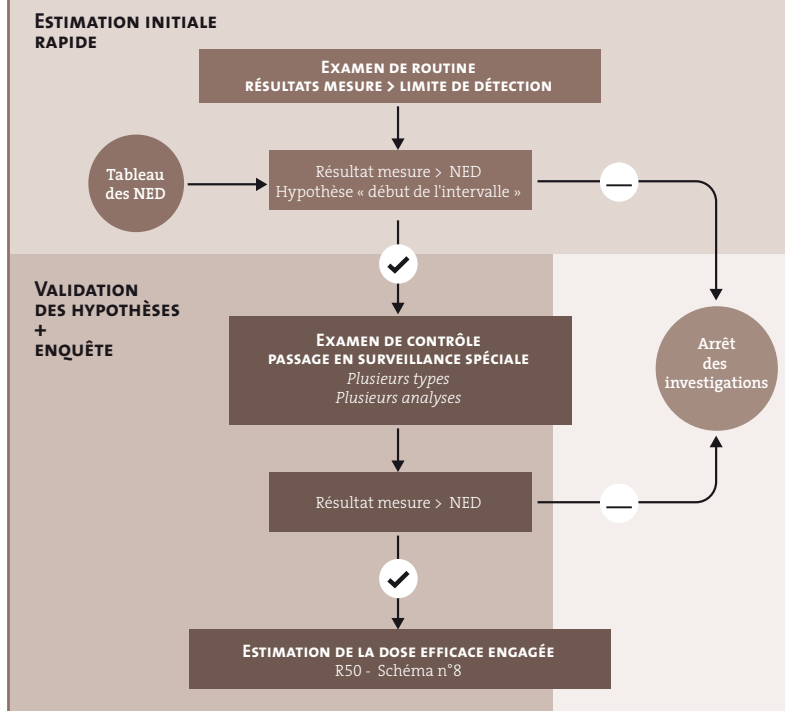 ESTIMATION INITIALE
RAPIDE
EXAMEN DE ROUTINE
RÉSULTATS MESURE > LIMITE DE DÉTECTION
Tableau
des NED
Résultat mesure > NED
Hypothèse « début de l'intervalle »
VALIDATION
DES HYPOTHÈSES
+
ENQUÊTE
EXAMEN DE CONTRÔLE
PASSAGE EN SURVEILLANCE SPÉCIALE
Plusieurs types
Plusieurs analyses
Arrêt
des
investigations
Résultat mesure > NED
ESTIMATION DE LA DOSE EFFICACE ENGAGÉE
R50 - Schéma n°8